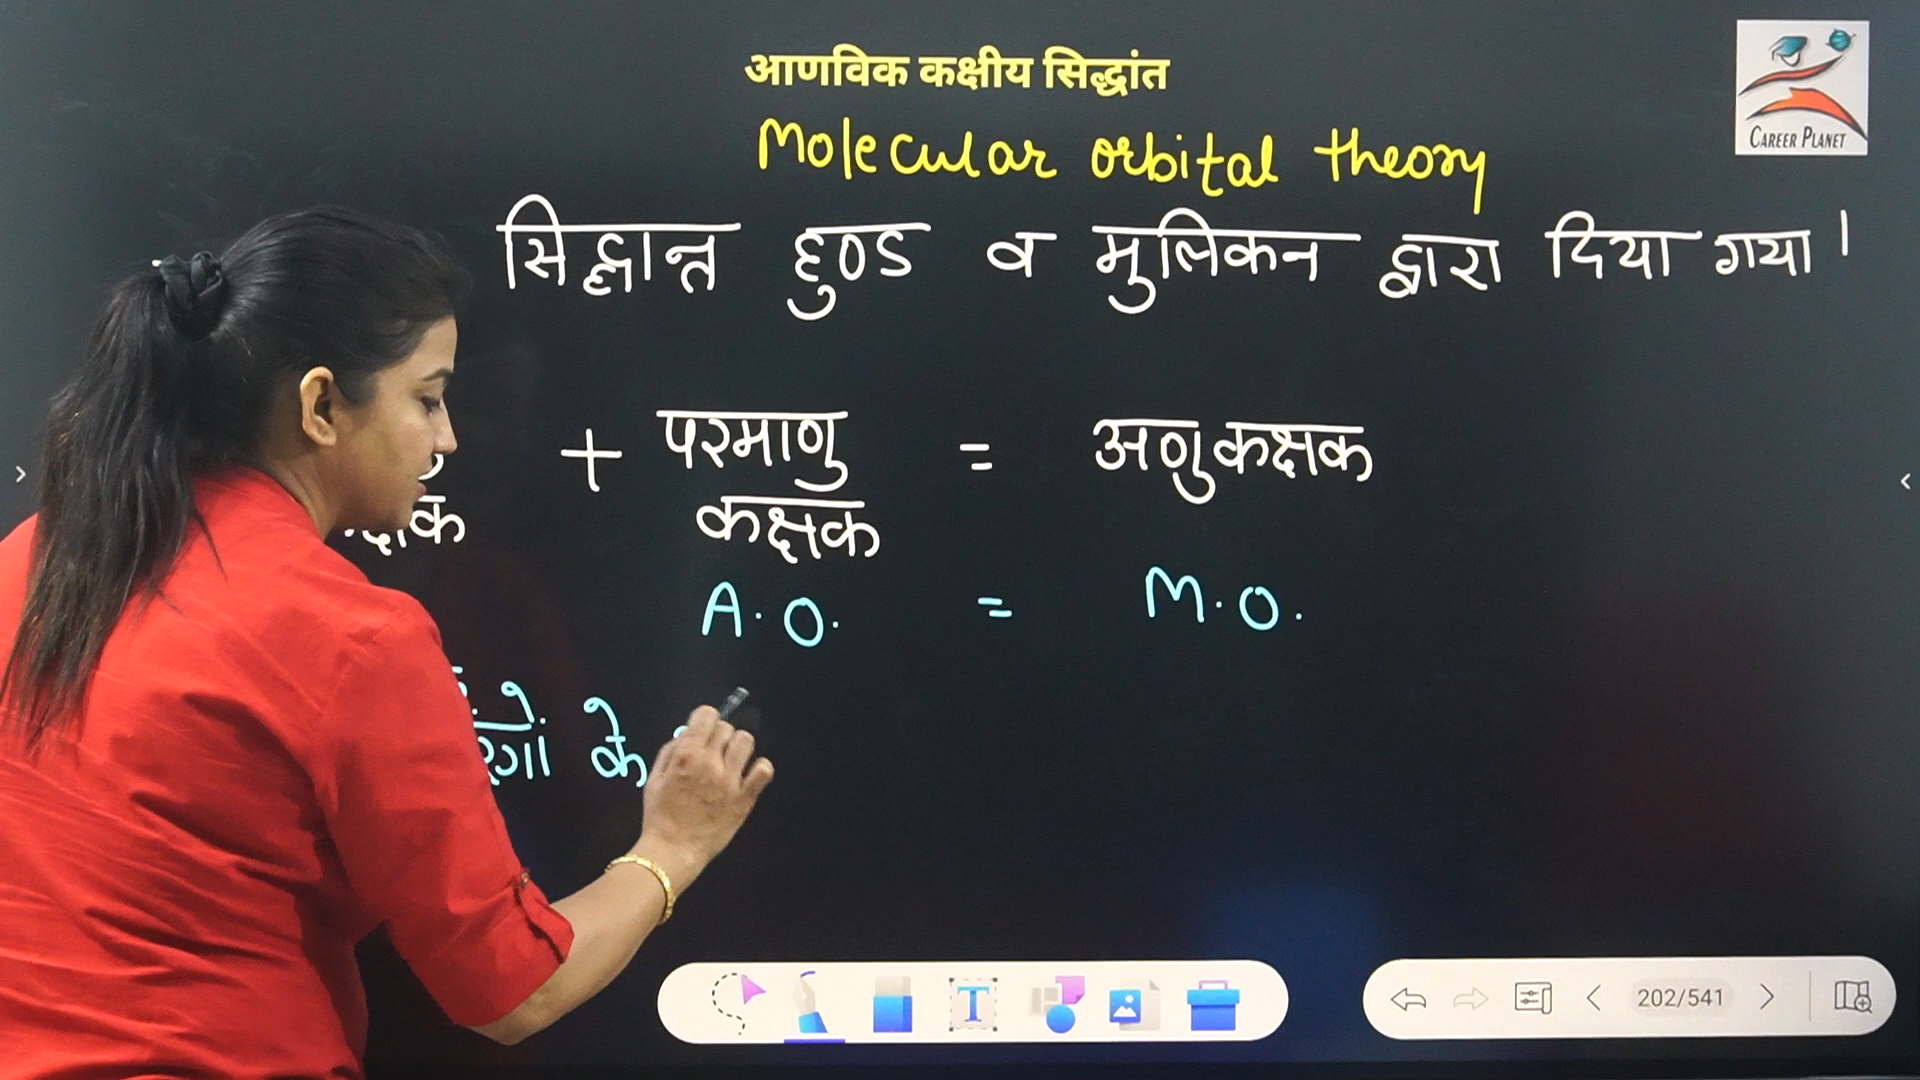 आणविक कक्षीय सिद्धांत
CAREER PLANET
Molecular orbital theory
सिद्धान्त हुण्ड व मुलिकन द्वारा दिया गया।
+ परमाणु = अणुकक्षक
कक्षक
A.O. = M.O.
के
202/541